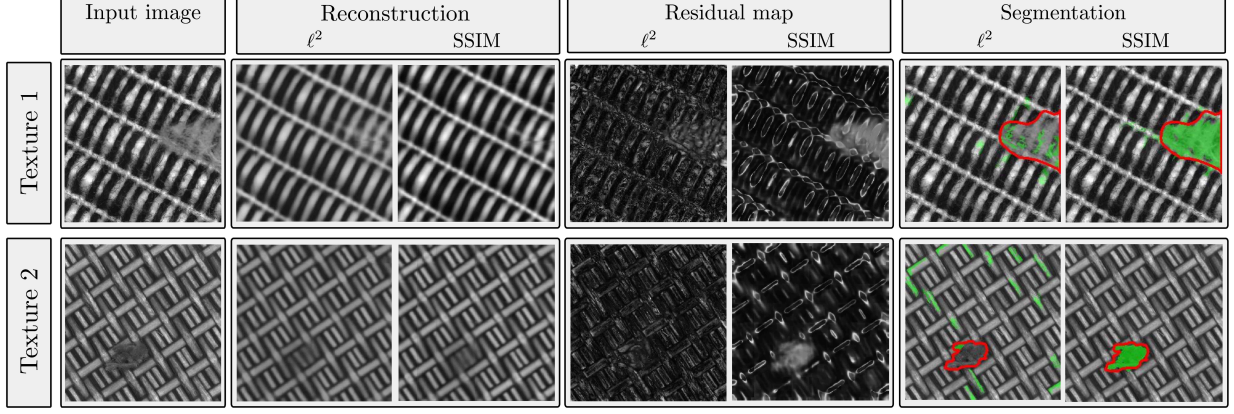 Input image
Reconstruction
ℓ² SSIM
Residual map
ℓ² SSIM
Segmentation
ℓ² SSIM
Texture 1
Texture 2